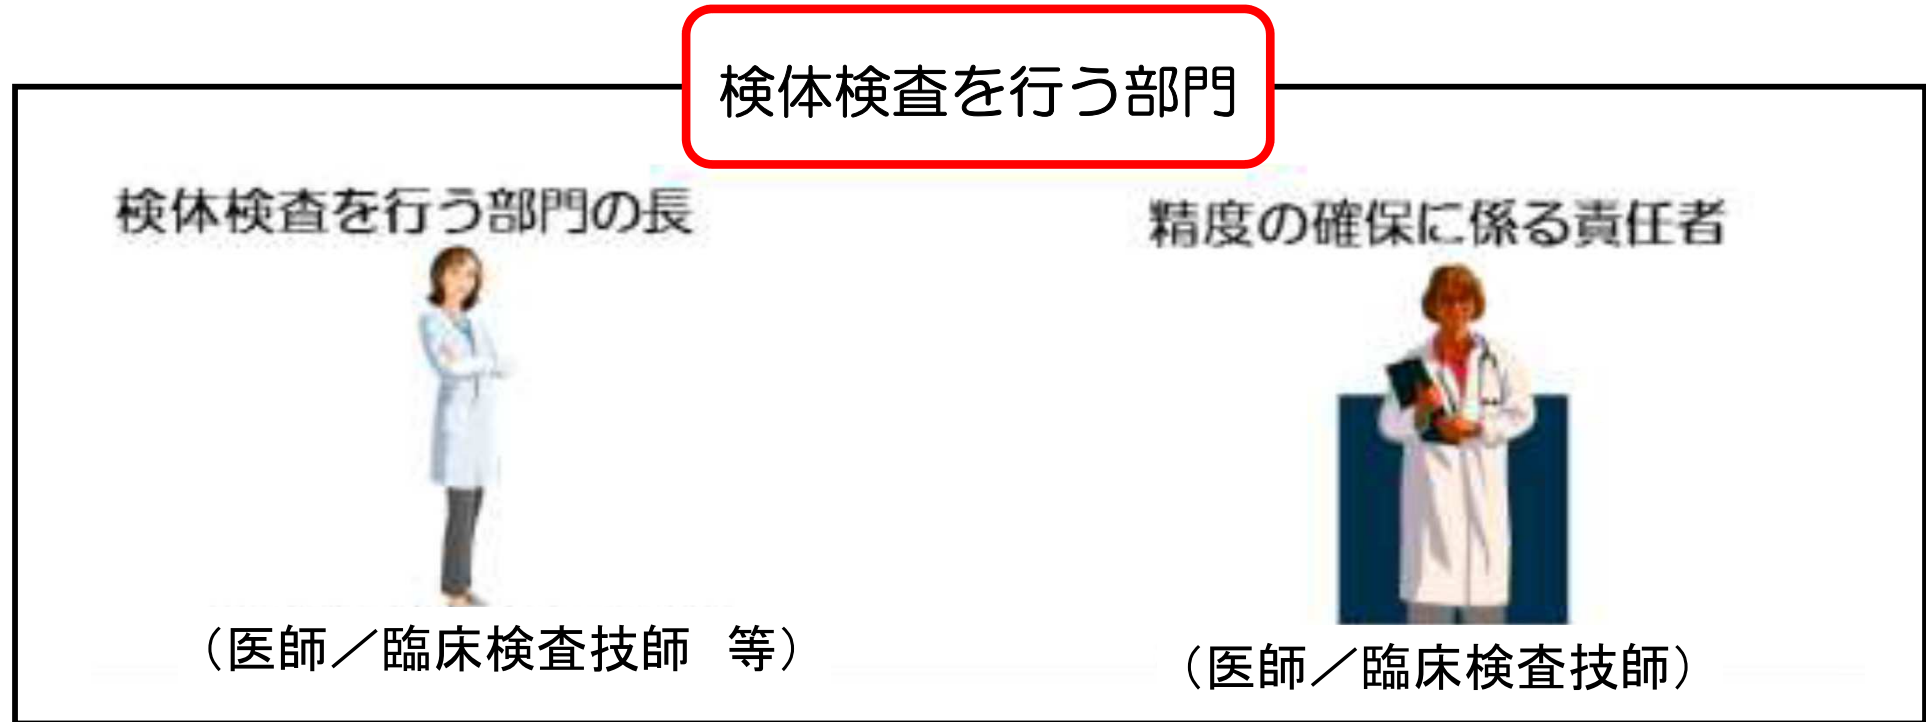 検体検査を行う部門
検体検査を行う部門の長
精度の確保に係る責任者
（医師／臨床検査技師　等）
（医師／臨床検査技師）